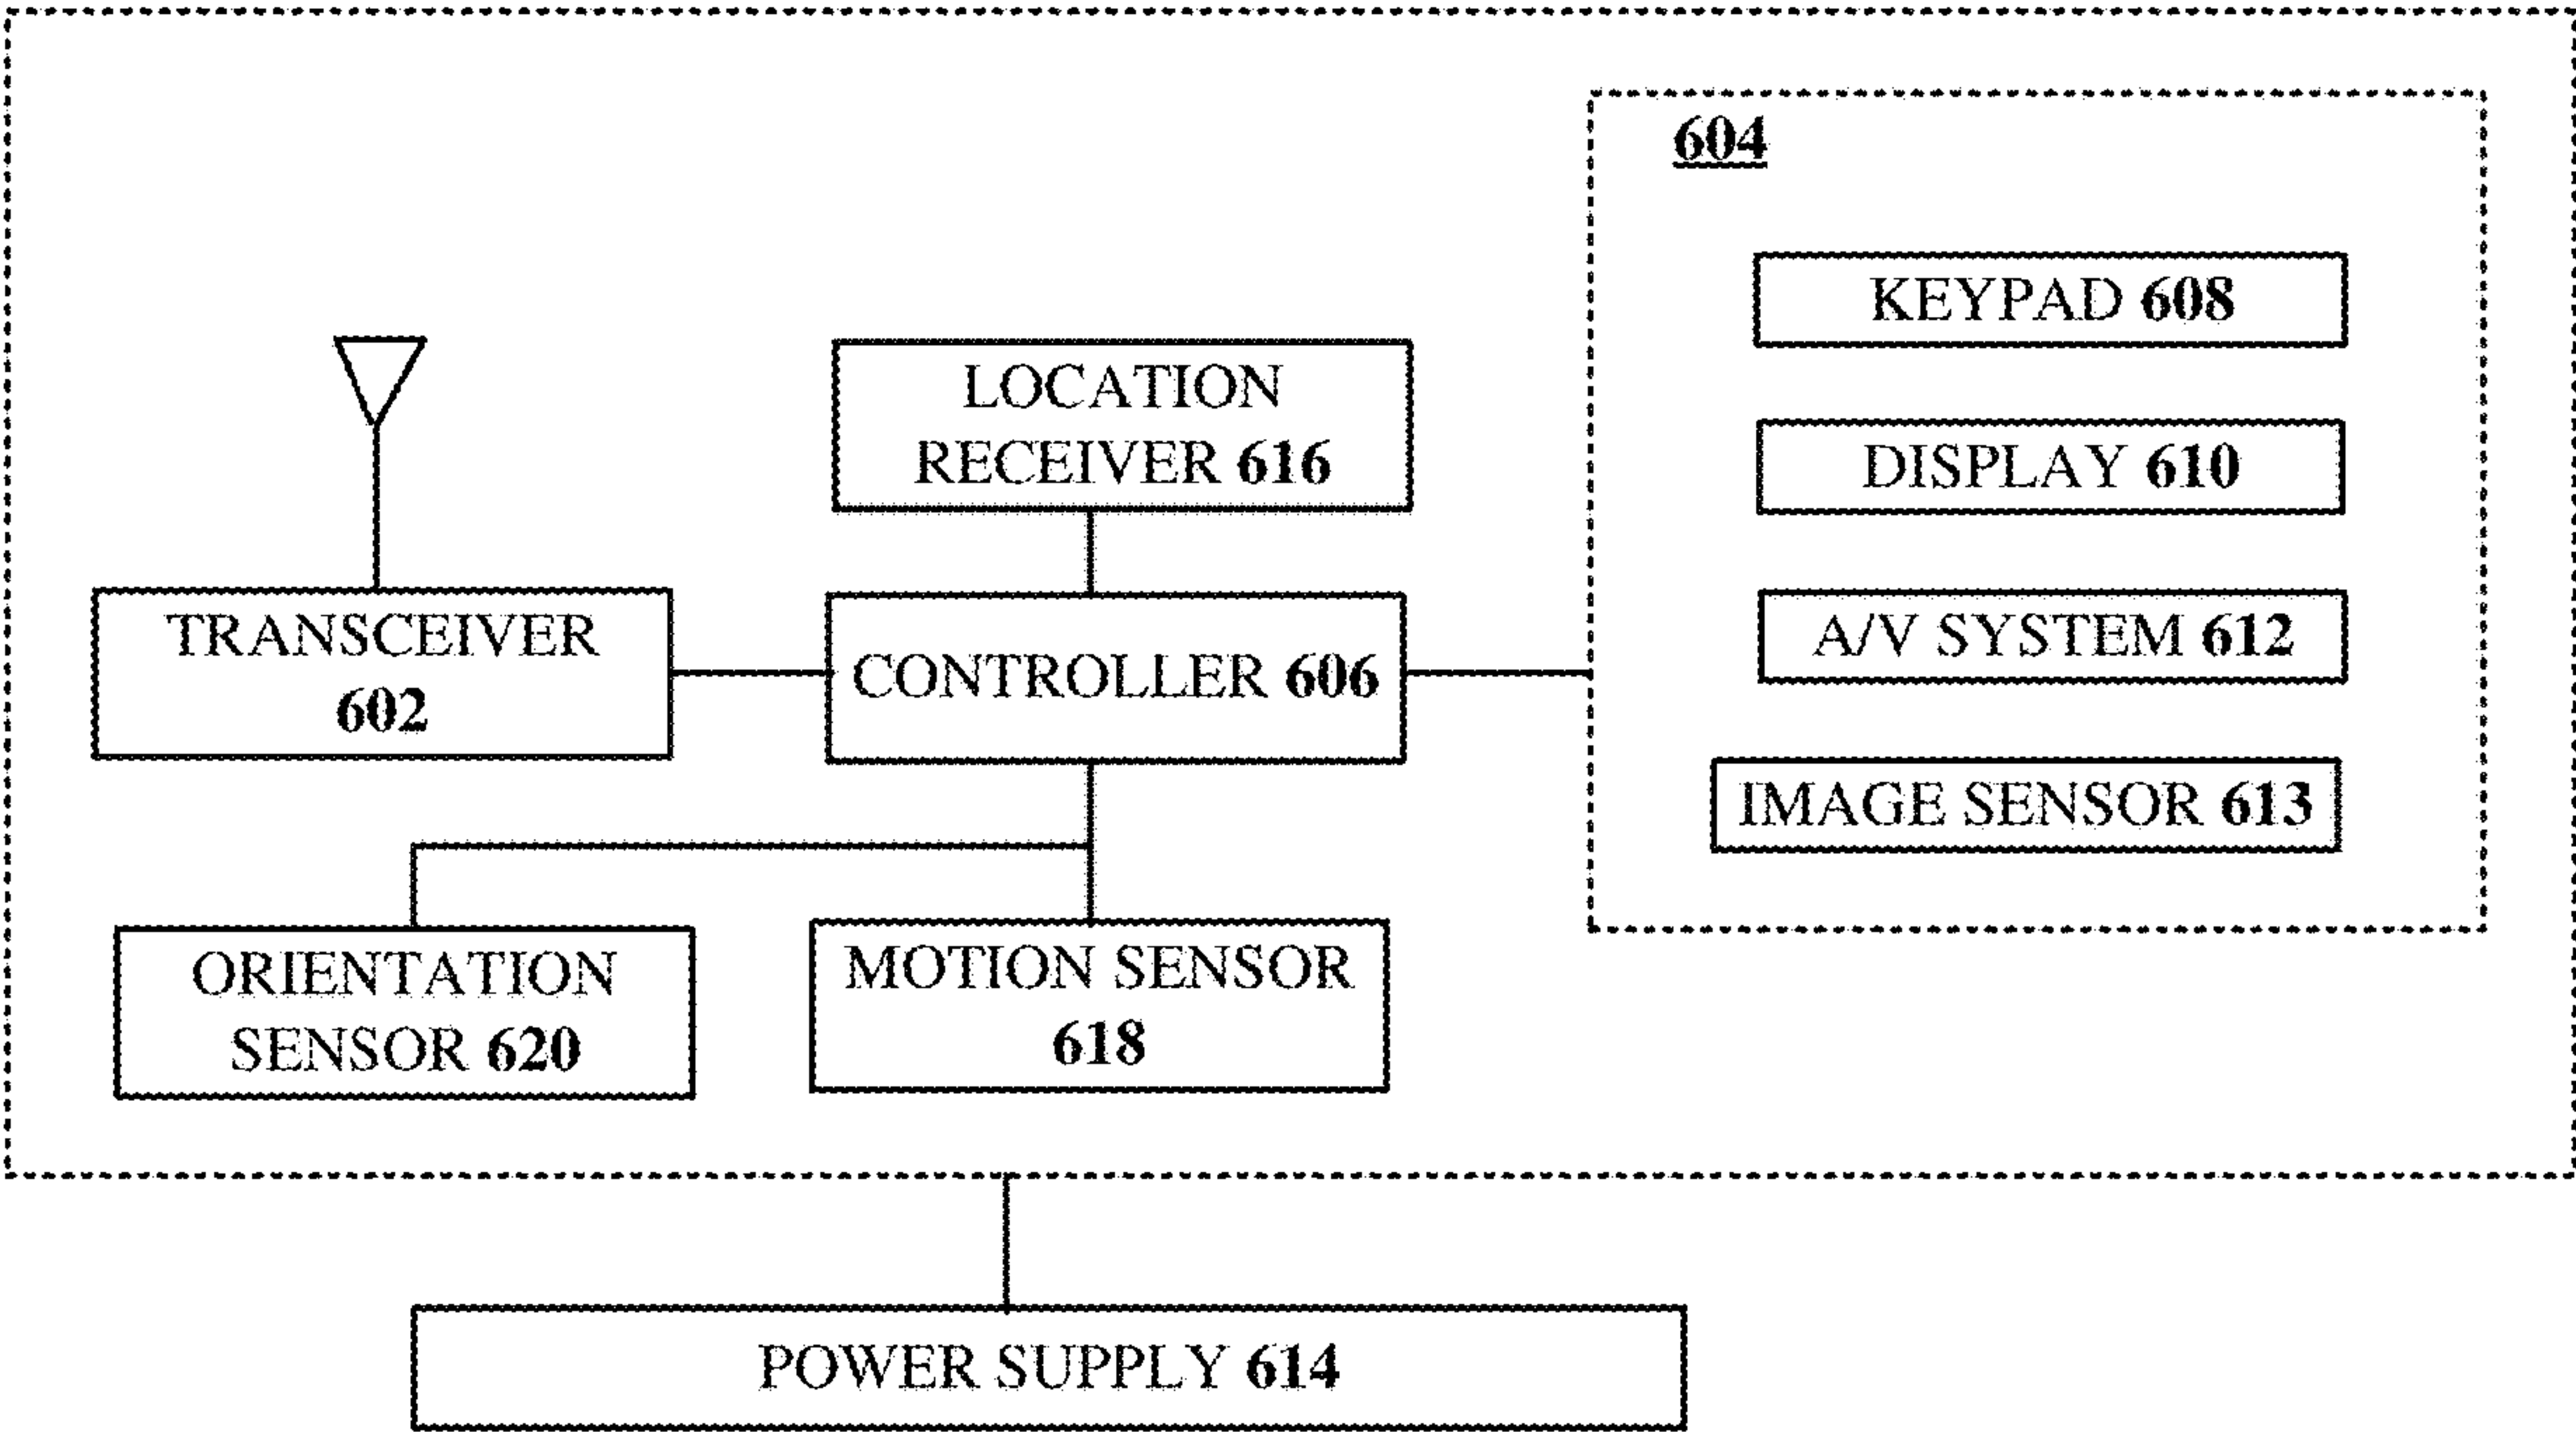 604
KEYPAD 608
DISPLAY 610
A/V SYSTEM 612
IMAGE SENSOR 613
LOCATION
RECEIVER 616
TRANSCEIVER
602
CONTROLLER 606
ORIENTATION
SENSOR 620
MOTION SENSOR
618
POWER SUPPLY 614